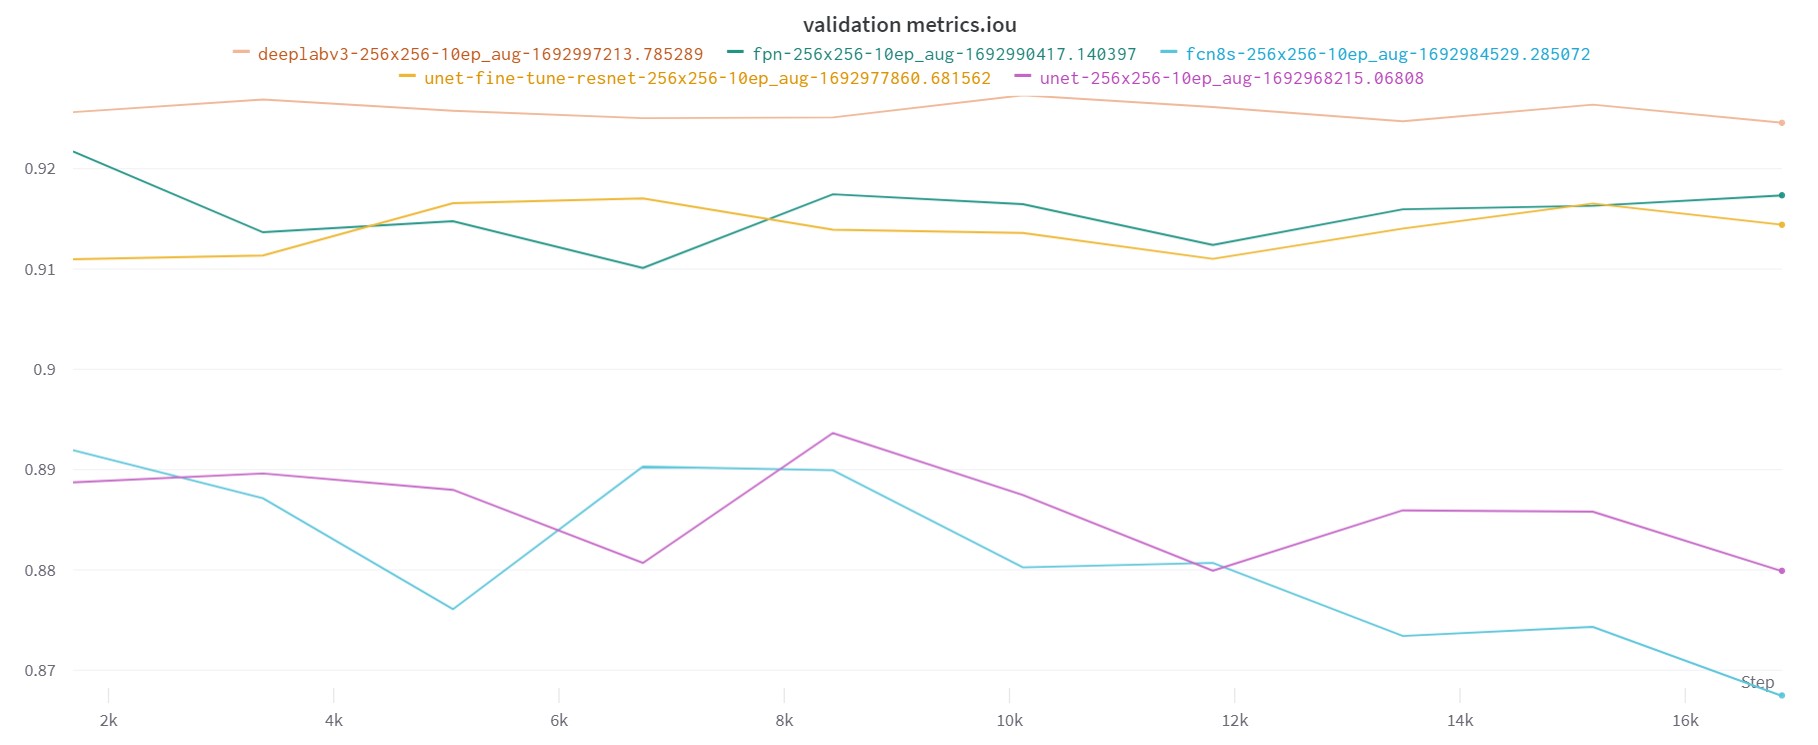 validation metrics.iou
deeplabv3-256x256-10ep_aug-1692997213.785289 fpn-256x256-10ep_aug-1692990417.140397 fcn8s-256x256-10ep_aug-1692984529.285072
unet-fine-tune-resnet-256x256-10ep_aug-1692977860.681562 unet-256x256-10ep_aug-1692968215.06808
0.92
0.91
0.9
0.89
0.88
0.87
Step
2k 4k 6k 8k 10k 12k 14k 16k